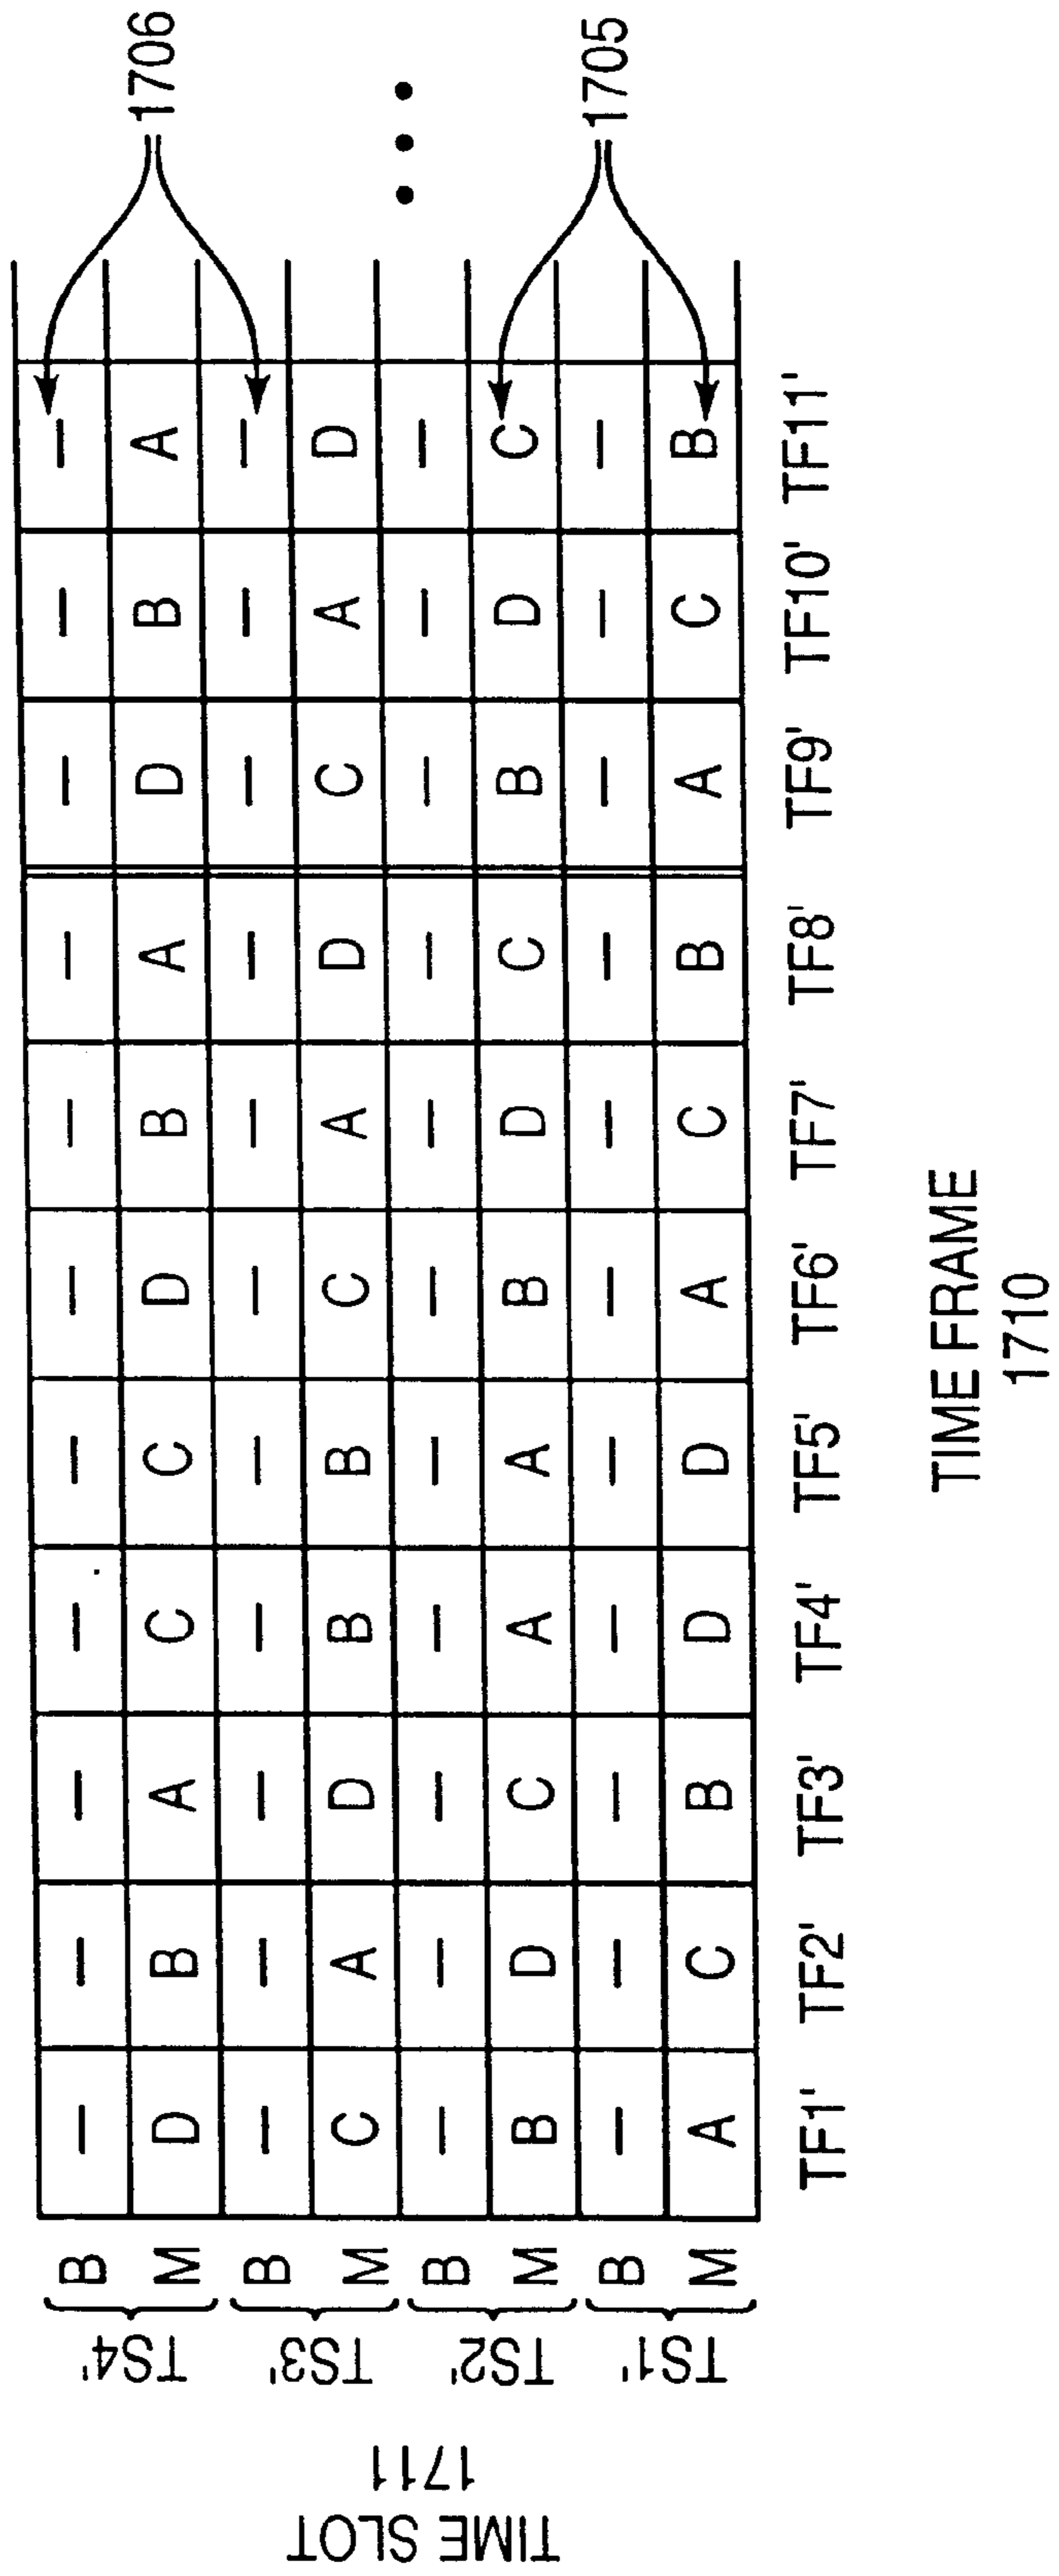 TIME SLOT
1711
TS4' B — — — — — — — — — — —
M D B A C C D B A D B A
TS3' B — — — — — — — — — — —
M C A D B B C A D C A D
TS2' B — — — — — — — — — — —
M B D C A A B D C B D C
TS1' B — — — — — — — — — — —
M A C B D D A C B A C B
TF1' TF2' TF3' TF4' TF5' TF6' TF7' TF8' TF9' TF10' TF11'
1706
• • •
1705
TIME FRAME
1710